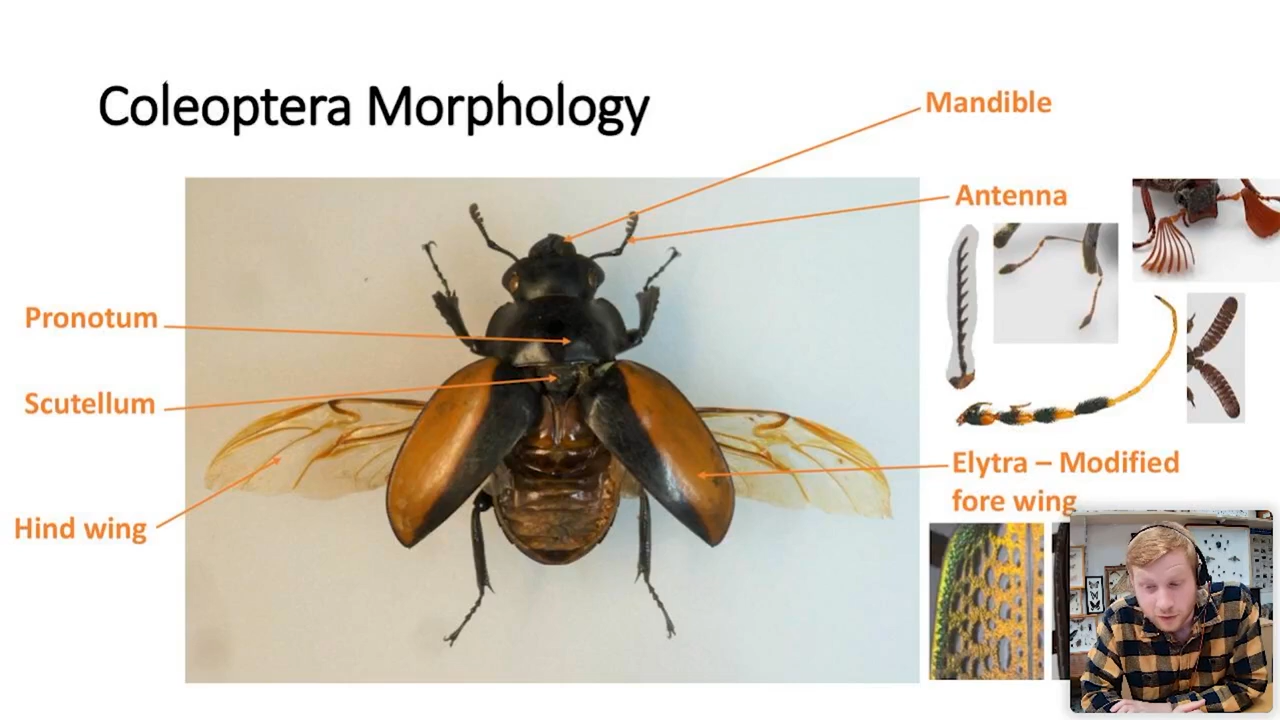 Coleoptera Morphology
Mandible
Antenna
Pronotum
Scutellum
Hind wing
Elytra – Modified
fore wing